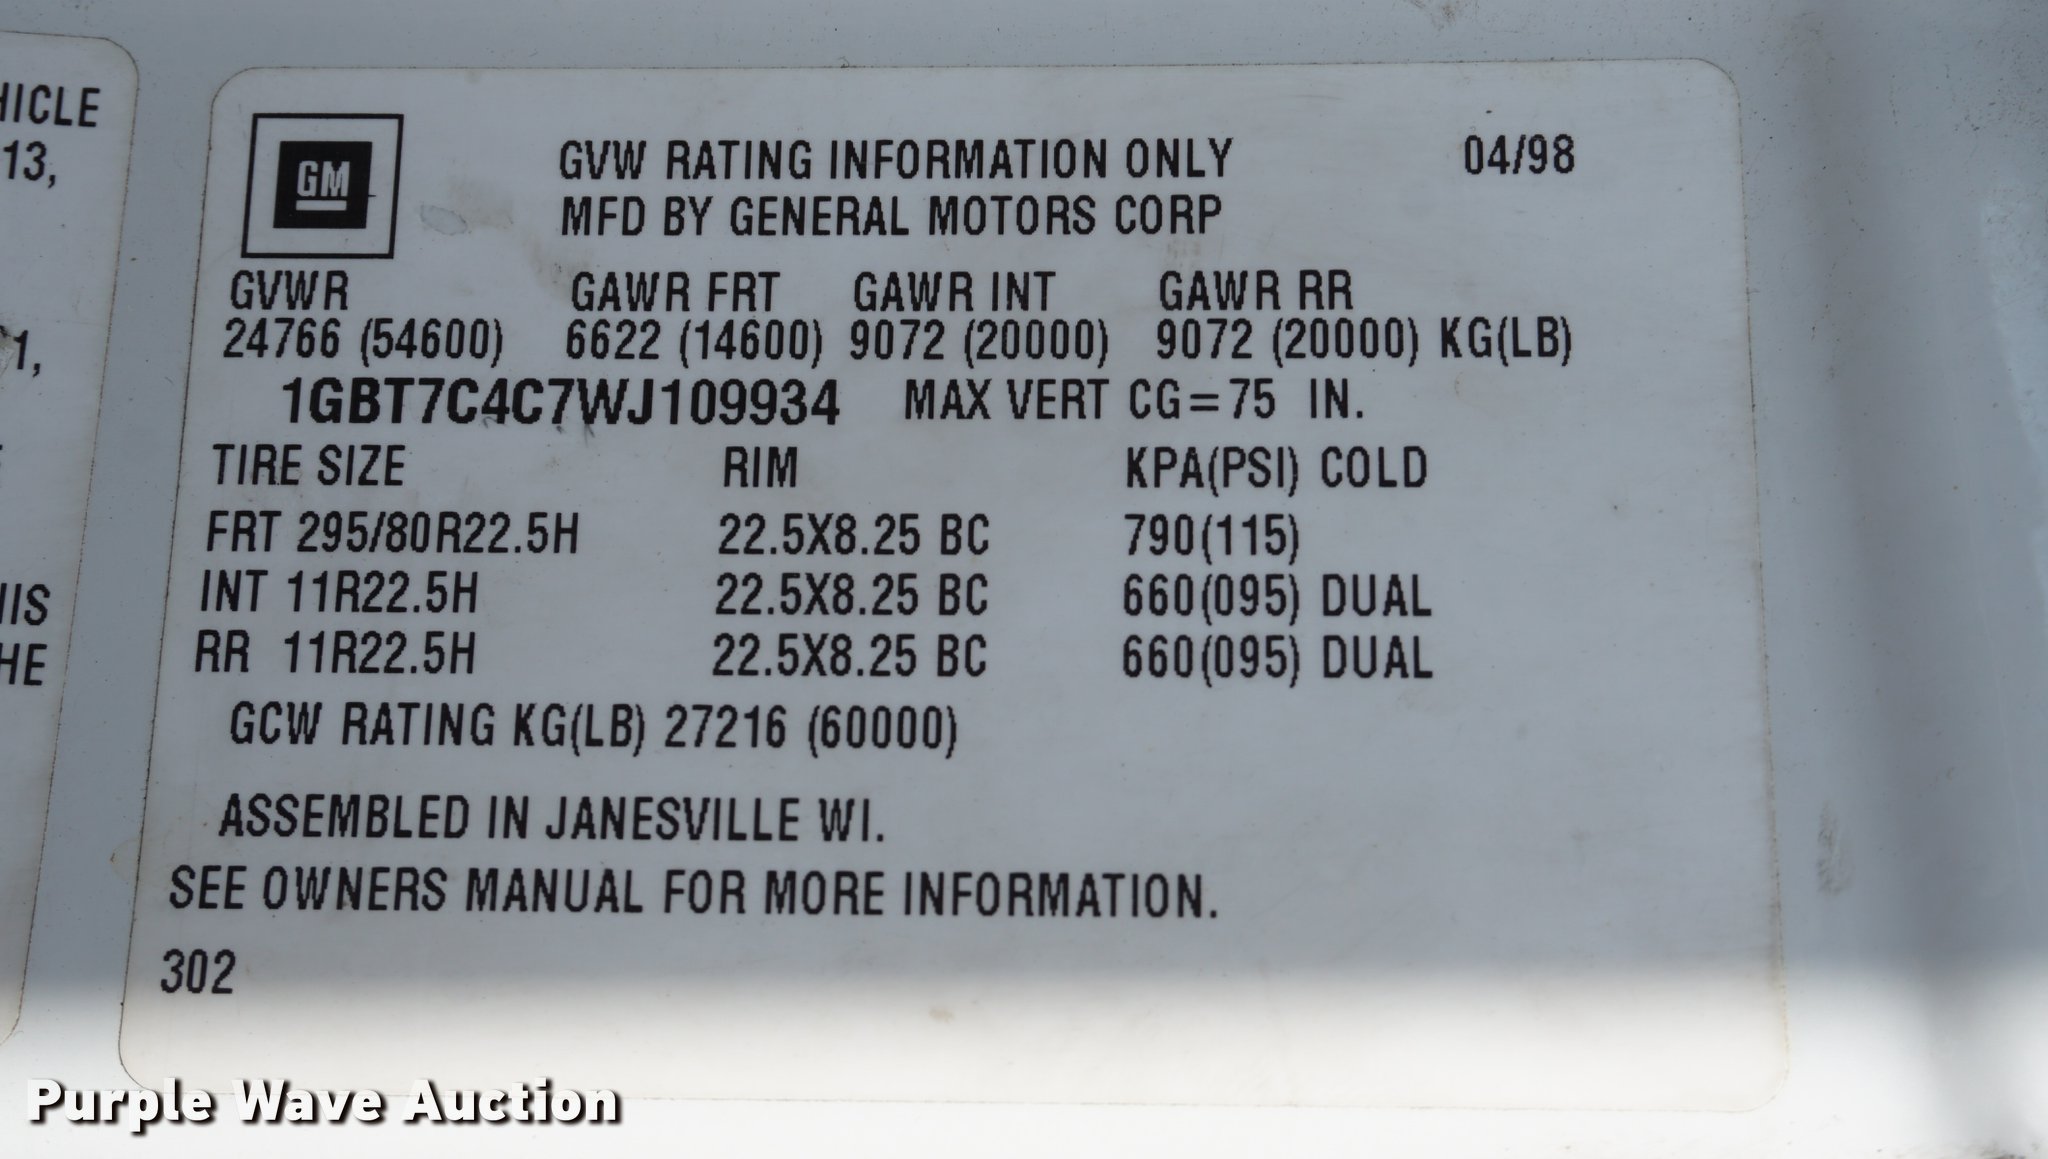 HICLE
13,
1,
HIS
HE
GM
GVW RATING INFORMATION ONLY 04/98
MFD BY GENERAL MOTORS CORP
GVWR GAWR FRT GAWR INT GAWR RR
24766 (54600) 6622 (14600) 9072 (20000) 9072 (20000) KG(LB)
1GBT7C4C7WJ109934 MAX VERT CG=75 IN.
TIRE SIZE RIM KPA(PSI) COLD
FRT 295/80R22.5H 22.5X8.25 BC 790(115)
INT 11R22.5H 22.5X8.25 BC 660(095) DUAL
RR 11R22.5H 22.5X8.25 BC 660(095) DUAL
GCW RATING KG(LB) 27216 (60000)
ASSEMBLED IN JANESVILLE WI.
SEE OWNERS MANUAL FOR MORE INFORMATION.
302
Purple Wave Auction